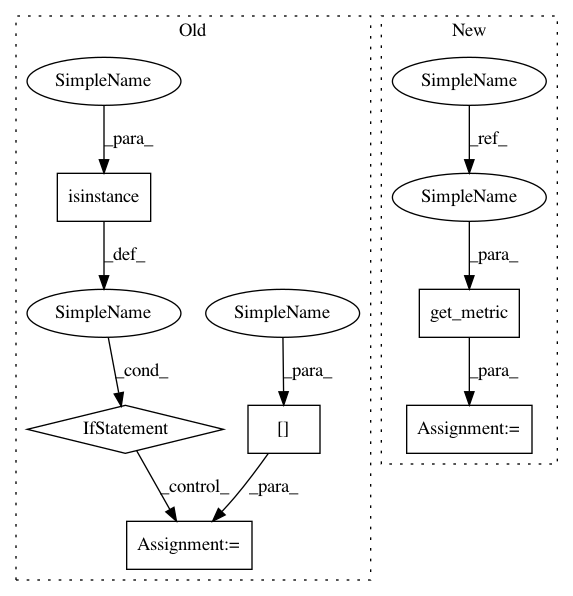 Old
New
SimpleName
SimpleName
_para_
_ref_
isinstance
SimpleName
_def_
_para_
SimpleName
SimpleName
get_metric
_cond_
_para_
_para_
IfStatement
[]
Assignment:=
_control_
_para_
Assignment:=